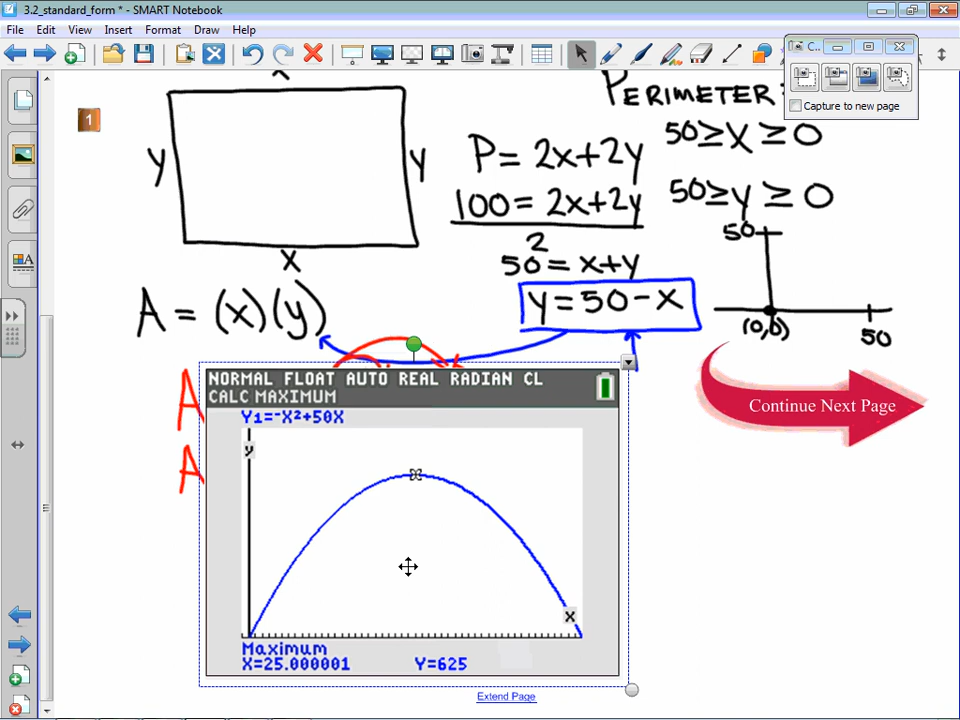 3.2_standard_form * - SMART Notebook
File Edit View Insert Format Tools Draw Help
C..
Capture to new page
1
PERIMETER:
y
y
x
P = 2x+2y
100 = 2x+2y
2
50 = x+y
y = 50 - x
50 ≥ x ≥ 0
50 ≥ y ≥ 0
50
(0,0)
50
A = (x)(y)
Continue Next Page
A
A
NORMAL FLOAT AUTO REAL RADIAN CL
CALC MAXIMUM
Y1=-X²+50X
y
x
Maximum
X=25.000001 Y=625
Extend Page